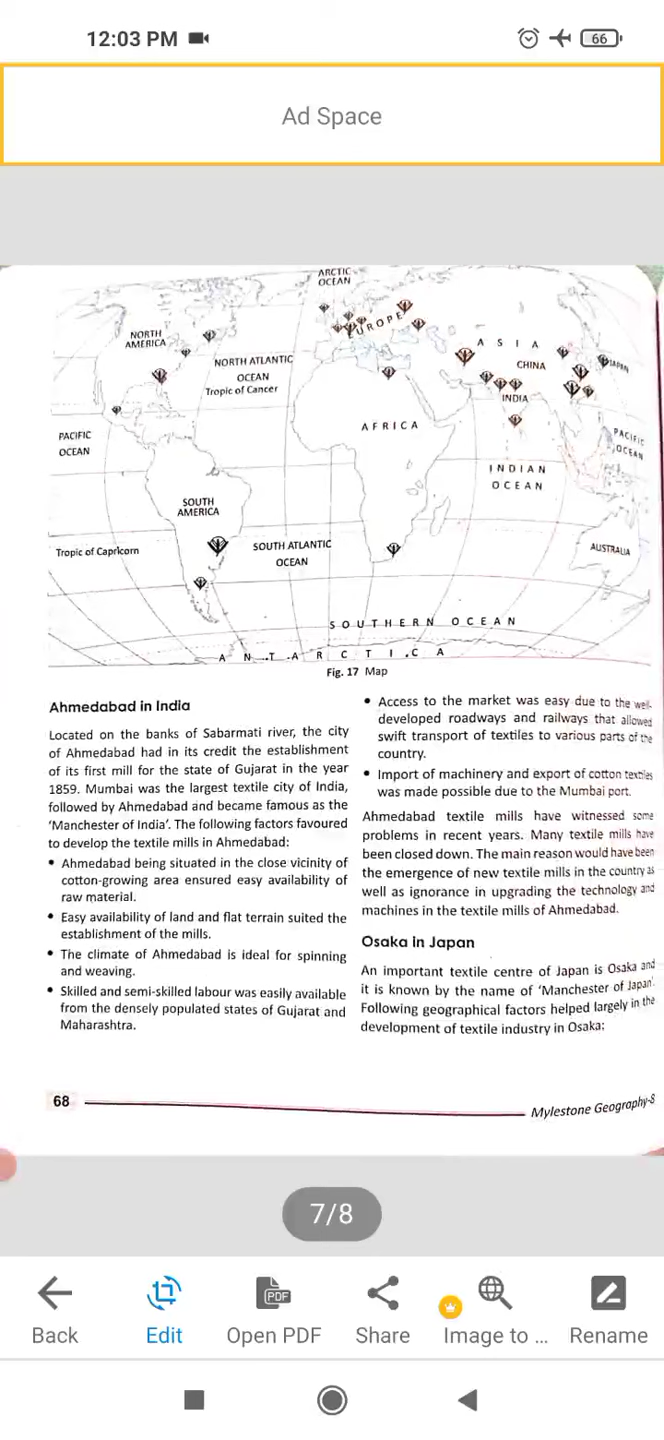 12:03 PM
66
Ad Space
ARCTIC
OCEAN
NORTH
AMERICA
EUROPE
ASIA
NORTH ATLANTIC
OCEAN
CHINA
JAPAN
Tropic of Cancer
INDIA
AFRICA
PACIFIC
OCEAN
PACIFIC
OCEAN
INDIAN
OCEAN
SOUTH
AMERICA
Tropic of Capricorn
SOUTH ATLANTIC
OCEAN
AUSTRALIA
SOUTHERN OCEAN
ANTARCTICA
Fig. 17 Map
Ahmedabad in India
Located on the banks of Sabarmati river, the city
of Ahmedabad had in its credit the establishment
of its first mill for the state of Gujarat in the year
1859. Mumbai was the largest textile city of India,
followed by Ahmedabad and became famous as the
'Manchester of India'. The following factors favoured
to develop the textile mills in Ahmedabad:
• Ahmedabad being situated in the close vicinity of
cotton-growing area ensured easy availability of
raw material.
• Easy availability of land and flat terrain suited the
establishment of the mills.
• The climate of Ahmedabad is ideal for spinning
and weaving.
• Skilled and semi-skilled labour was easily available
from the densely populated states of Gujarat and
Maharashtra.
• Access to the market was easy due to the well-
developed roadways and railways that allowed
swift transport of textiles to various parts of the
country.
• Import of machinery and export of cotton textiles
was made possible due to the Mumbai port.
Ahmedabad textile mills have witnessed some
problems in recent years. Many textile mills have
been closed down. The main reason would have been
the emergence of new textile mills in the country as
well as ignorance in upgrading the technology and
machines in the textile mills of Ahmedabad.
Osaka in Japan
An important textile centre of Japan is Osaka and
it is known by the name of 'Manchester of Japan'.
Following geographical factors helped largely in the
development of textile industry in Osaka:
68
Mylestone Geography-8
7/8
Back
Edit
PDF
Open PDF
Share
Image to ...
Rename